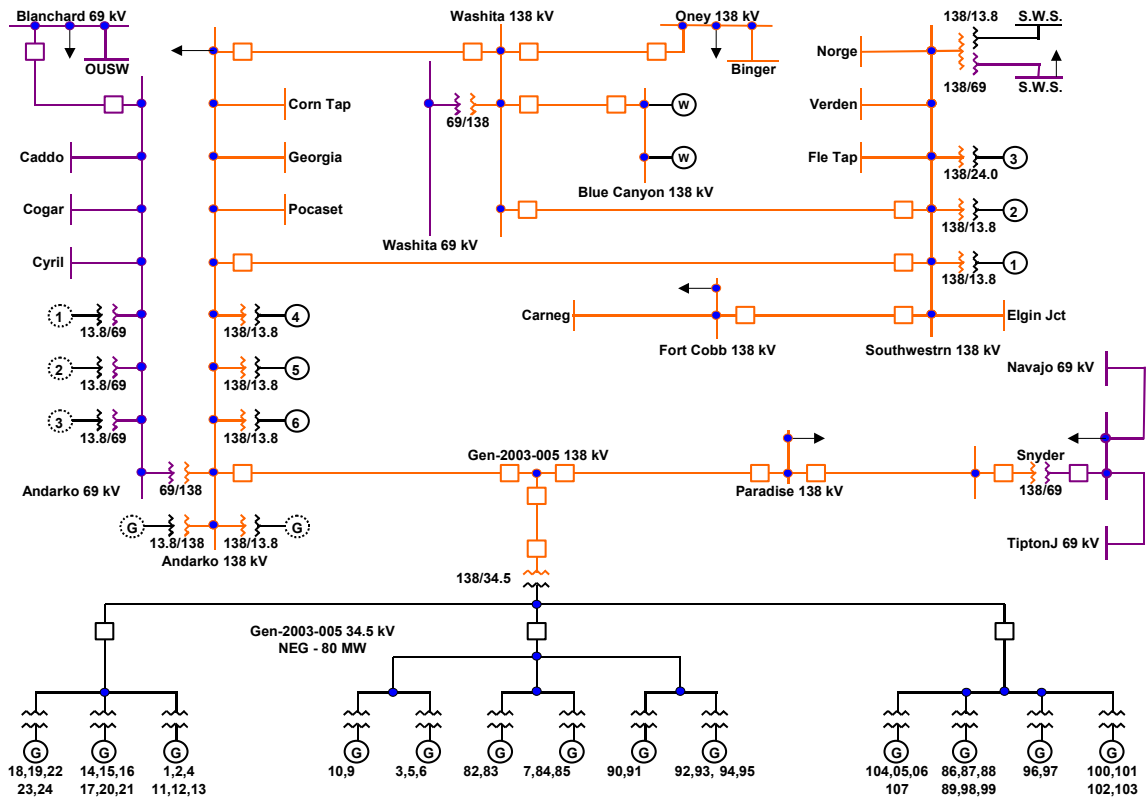 Blanchard 69 kV
Washita 138 kV
Oney 138 kV
138/13.8
S.W.S.
Norge
OUSW
Binger
138/69
S.W.S.
Corn Tap
69/138
W
Verden
Caddo
Georgia
W
Fle Tap
3
138/24.0
Blue Canyon 138 kV
Cogar
Pocaset
2
138/13.8
Washita 69 kV
Cyril
1
138/13.8
1
13.8/69
4
138/13.8
Carneg
Elgin Jct
Fort Cobb 138 kV
Southwestrn 138 kV
2
13.8/69
5
138/13.8
Navajo 69 kV
3
13.8/69
6
138/13.8
Gen-2003-005 138 kV
Snyder
Andarko 69 kV
69/138
Paradise 138 kV
138/69
G
G
13.8/138
138/13.8
Andarko 138 kV
TiptonJ 69 kV
138/34.5
Gen-2003-005 34.5 kV
NEG - 80 MW
G
G
G
G
G
G
G
G
G
G
G
G
G
18,19,22
23,24
14,15,16
17,20,21
1,2,4
11,12,13
10,9
3,5,6
82,83
7,84,85
90,91
92,93, 94,95
104,05,06
107
86,87,88
89,98,99
96,97
100,101
102,103